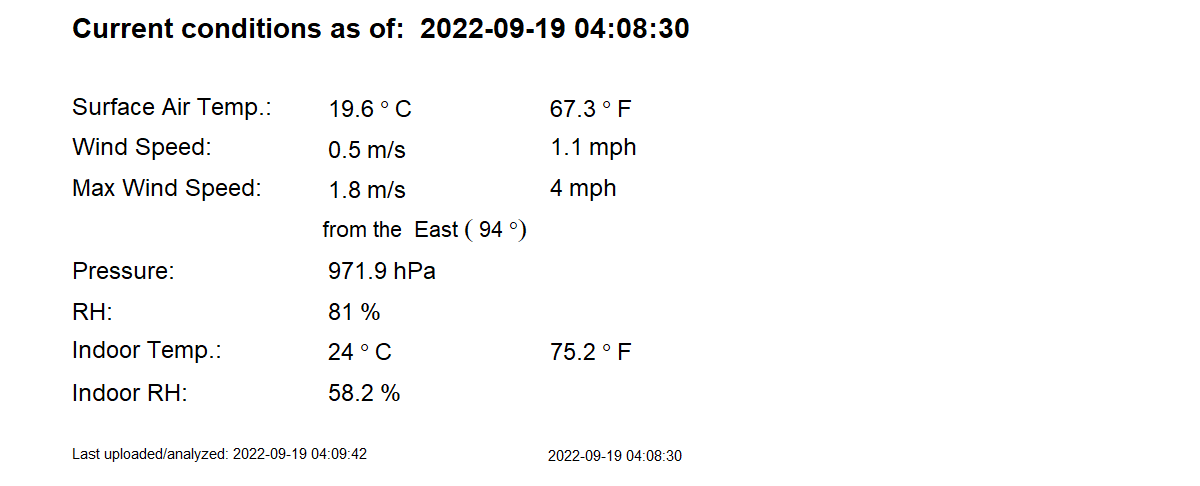 Current conditions as of:  2022-09-19 04:08:30
Surface Air Temp.: 19.6 ° C 67.3 ° F
Wind Speed: 0.5 m/s 1.1 mph
Max Wind Speed: 1.8 m/s 4 mph
from the  East ( 94 °)
Pressure: 971.9 hPa
RH: 81 %
Indoor Temp.: 24 ° C 75.2 ° F
Indoor RH: 58.2 %
Last uploaded/analyzed: 2022-09-19 04:09:42 2022-09-19 04:08:30